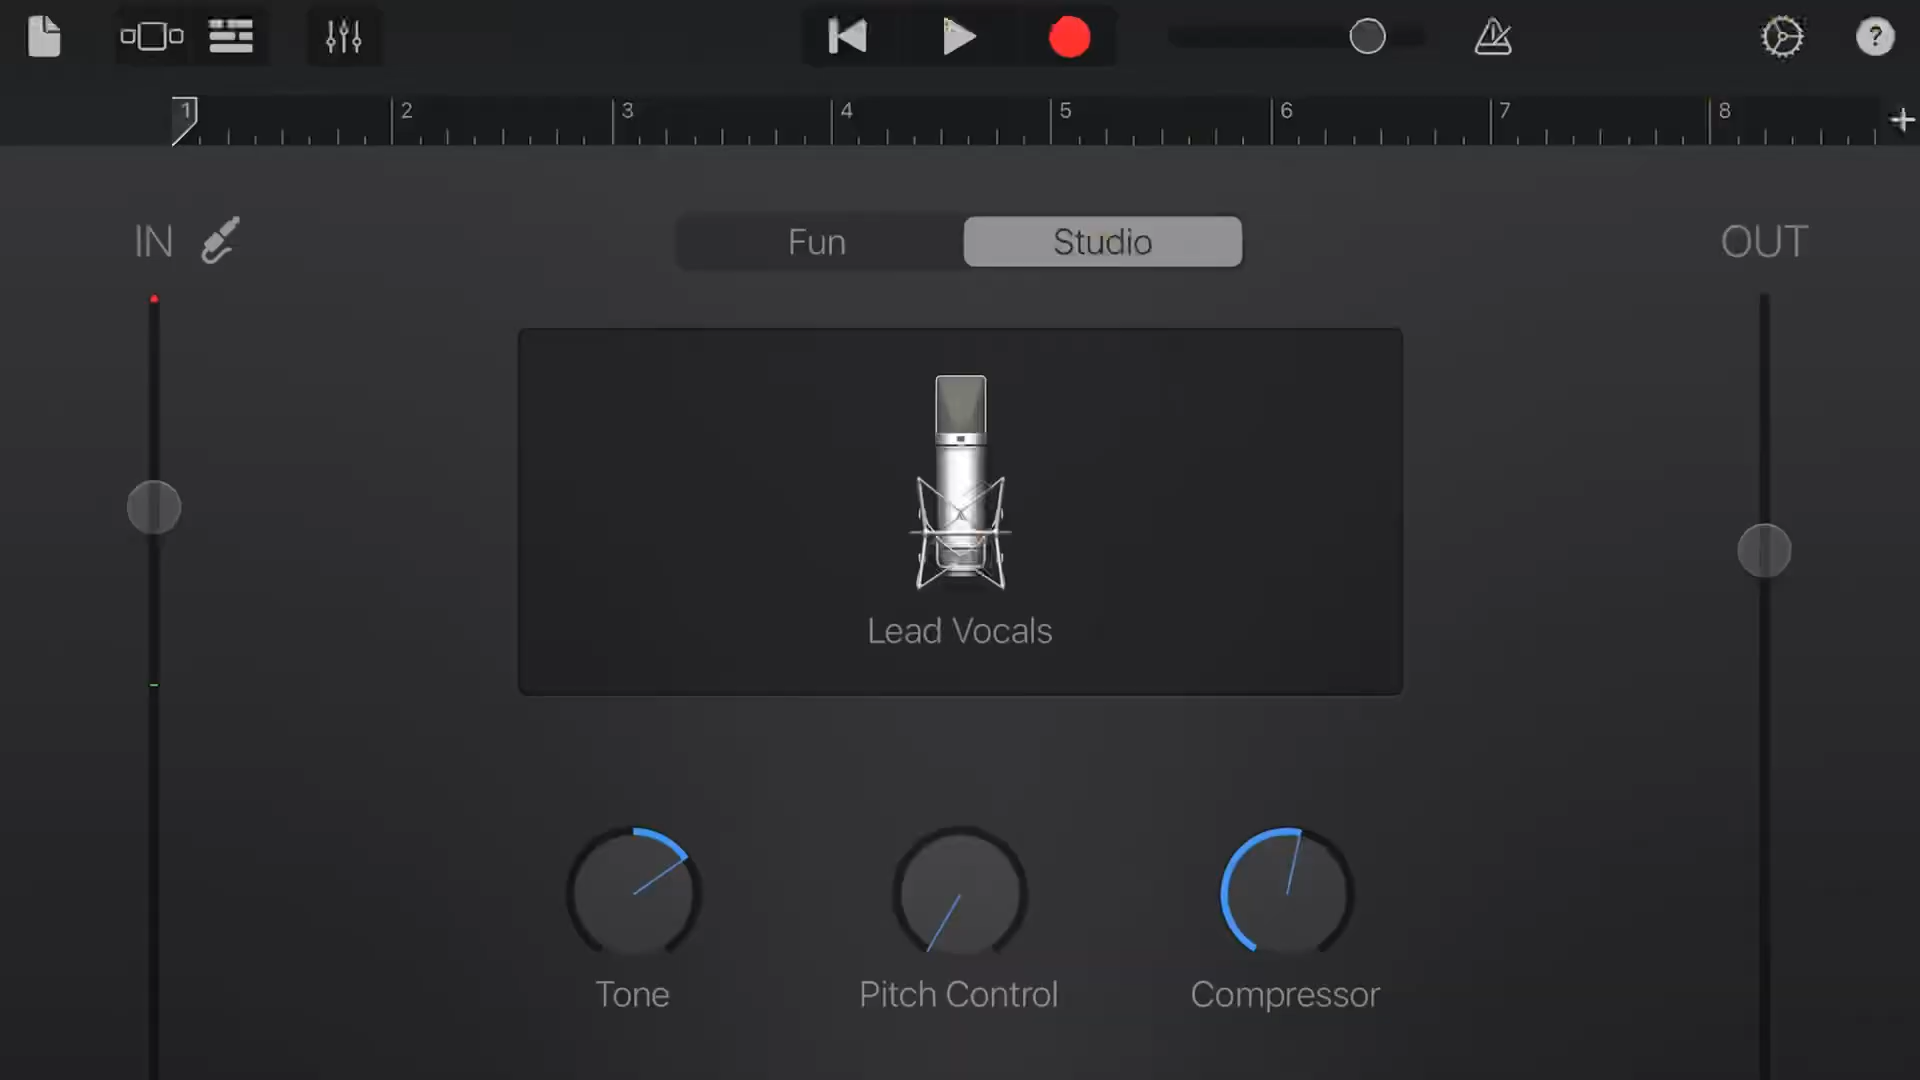 ?
1 2 3 4 5 6 7 8 +
IN
Fun
Studio
OUT
Lead Vocals
Tone
Pitch Control
Compressor